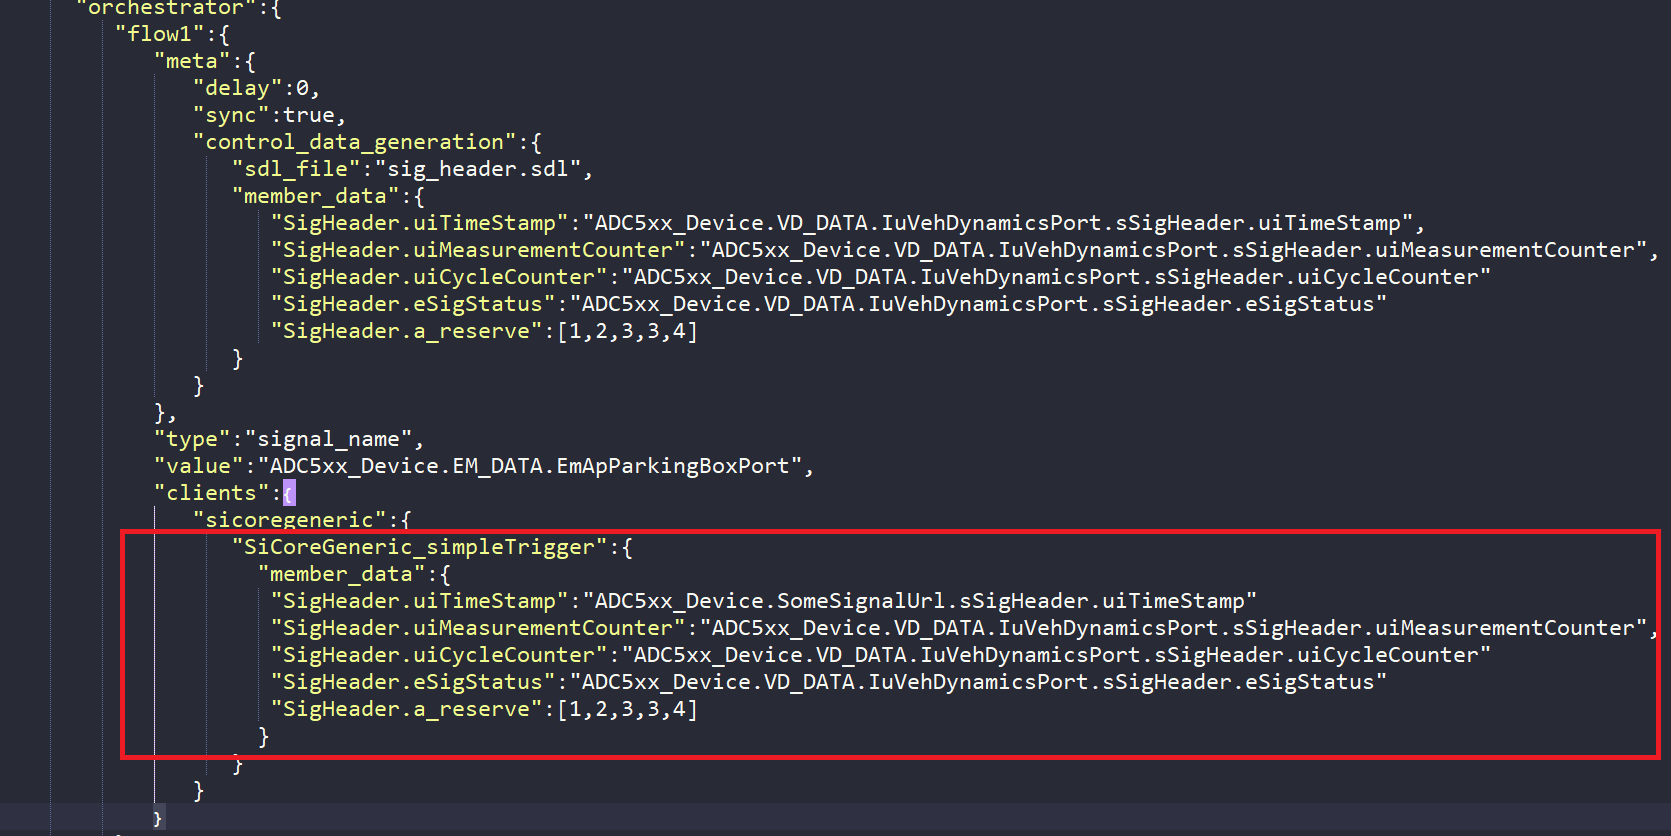 "orchestrator":{
"flow1":{
"meta":{
"delay":0,
"sync":true,
"control_data_generation":{
"sdl_file":"sig_header.sdl",
"member_data":{
"SigHeader.uiTimeStamp":"ADC5xx_Device.VD_DATA.IuVehDynamicsPort.sSigHeader.uiTimeStamp",
"SigHeader.uiMeasurementCounter":"ADC5xx_Device.VD_DATA.IuVehDynamicsPort.sSigHeader.uiMeasurementCounter",
"SigHeader.uiCycleCounter":"ADC5xx_Device.VD_DATA.IuVehDynamicsPort.sSigHeader.uiCycleCounter"
"SigHeader.eSigStatus":"ADC5xx_Device.VD_DATA.IuVehDynamicsPort.sSigHeader.eSigStatus"
"SigHeader.a_reserve":[1,2,3,3,4]
}
}
},
"type":"signal_name",
"value":"ADC5xx_Device.EM_DATA.EmApParkingBoxPort",
"clients":{
"sicoregeneric":{
"SiCoreGeneric_simpleTrigger":{
"member_data":{
"SigHeader.uiTimeStamp":"ADC5xx_Device.SomeSignalUrl.sSigHeader.uiTimeStamp"
"SigHeader.uiMeasurementCounter":"ADC5xx_Device.VD_DATA.IuVehDynamicsPort.sSigHeader.uiMeasurementCounter",
"SigHeader.uiCycleCounter":"ADC5xx_Device.VD_DATA.IuVehDynamicsPort.sSigHeader.uiCycleCounter"
"SigHeader.eSigStatus":"ADC5xx_Device.VD_DATA.IuVehDynamicsPort.sSigHeader.eSigStatus"
"SigHeader.a_reserve":[1,2,3,3,4]
}
}
}
}